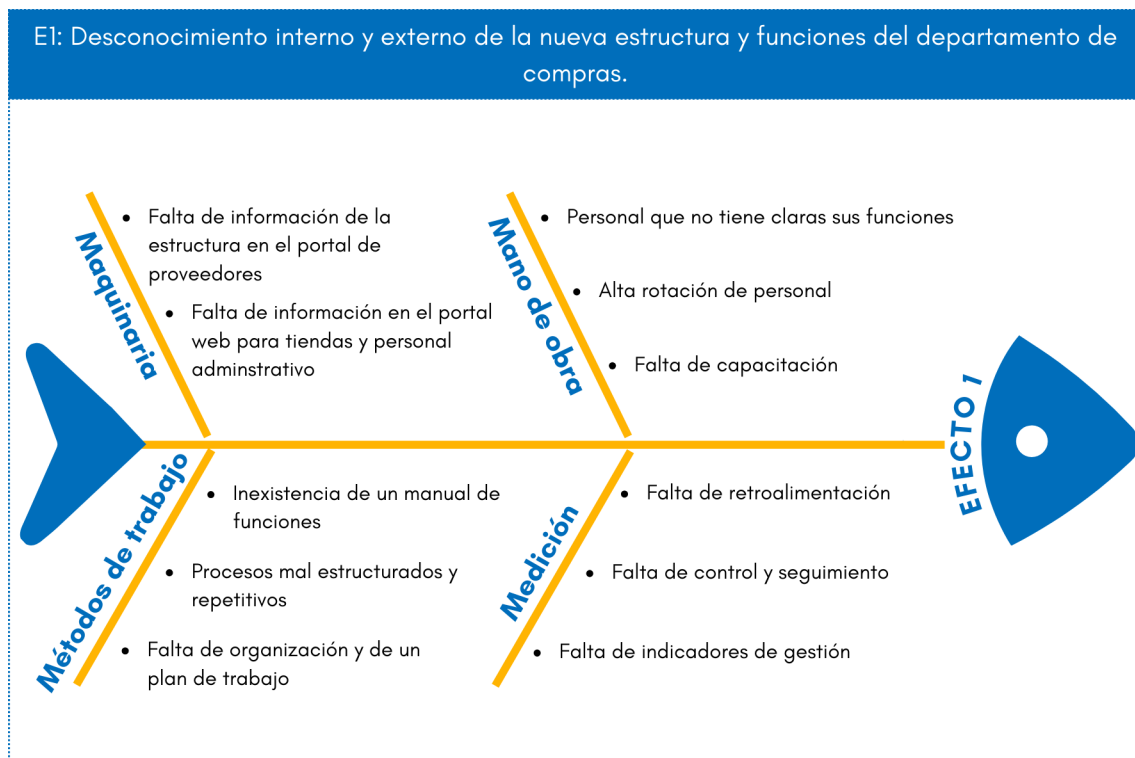 E1: Desconocimiento interno y externo de la nueva estructura y funciones del departamento de
compras.
Maquinaria
• Falta de información de la
estructura en el portal de
proveedores
• Falta de información en el portal
web para tiendas y personal
adminstrativo
Mano de obra
• Personal que no tiene claras sus funciones
• Alta rotación de personal
• Falta de capacitación
EFECTO 1
Métodos de trabajo
• Inexistencia de un manual de
funciones
• Procesos mal estructurados y
repetitivos
• Falta de organización y de un
plan de trabajo
Medición
• Falta de retroalimentación
• Falta de control y seguimiento
• Falta de indicadores de gestión